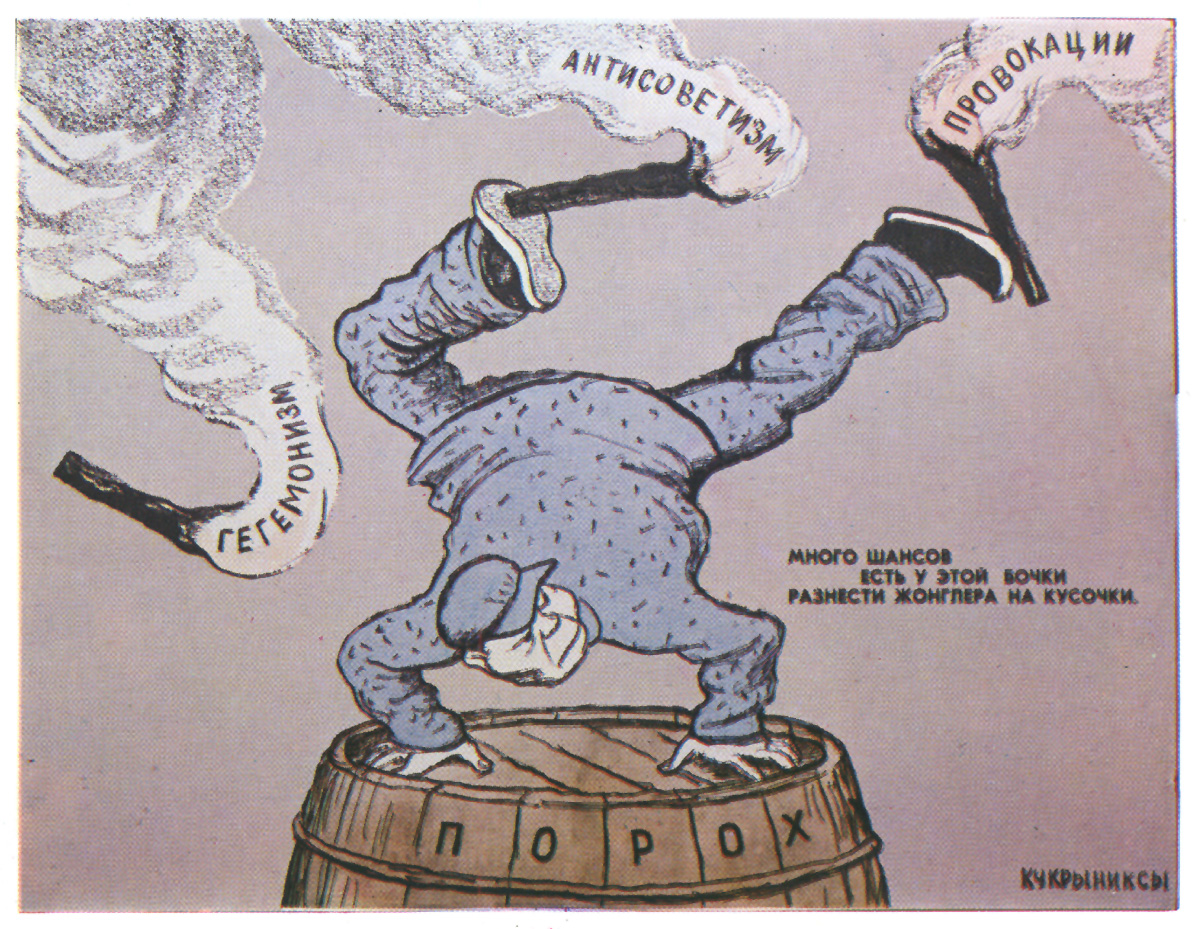 АНТИСОВЕТИЗМ
ПРОВОКАЦИИ
ГЕГЕМОНИЗМ
МНОГО ШАНСОВ
ЕСТЬ У ЭТОЙ БОЧКИ
РАЗНЕСТИ ЖОНГЛЕРА НА КУСОЧКИ.
ПОРОХ
КУКРЫНИКСЫ